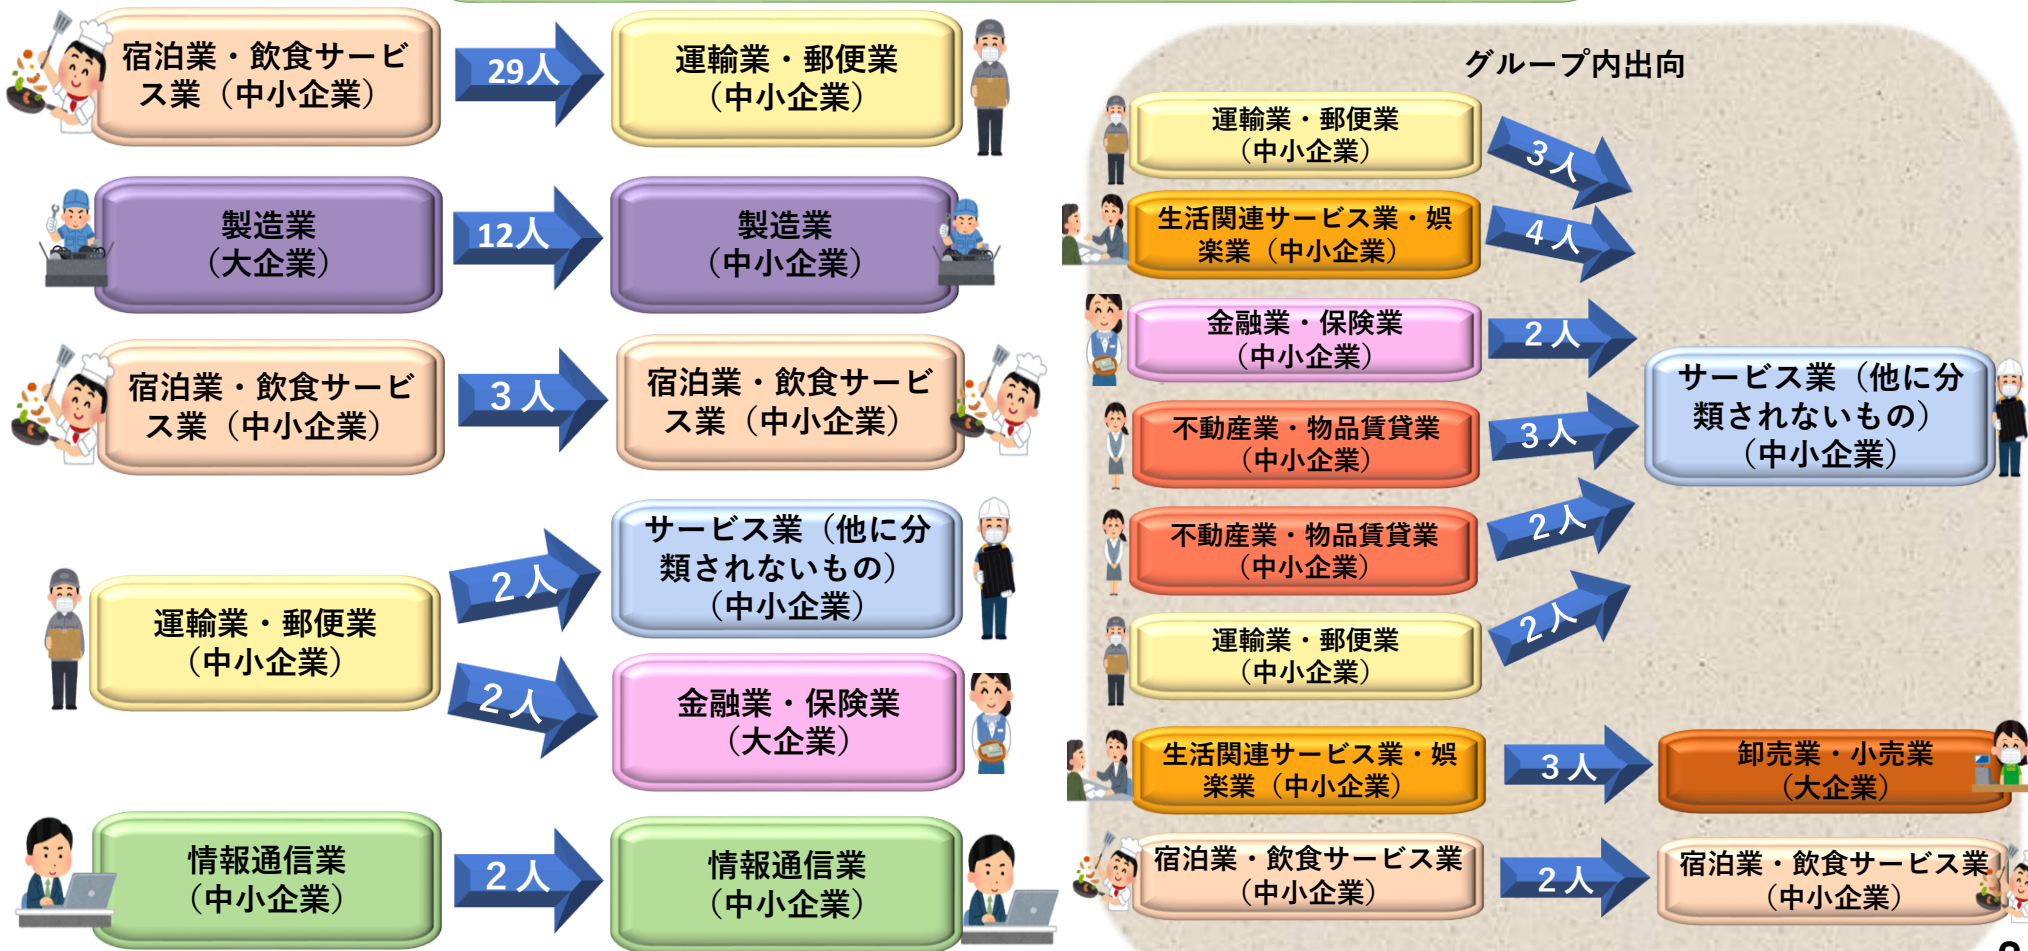 宿泊業・飲食サービ
ス業（中小企業）
29人
運輸業・郵便業
（中小企業）
製造業
（大企業）
12人
製造業
（中小企業）
宿泊業・飲食サービ
ス業（中小企業）
3人
宿泊業・飲食サービ
ス業（中小企業）
運輸業・郵便業
（中小企業）
2人
サービス業（他に分
類されないもの）
（中小企業）
2人
金融業・保険業
（大企業）
情報通信業
（中小企業）
2人
情報通信業
（中小企業）
グループ内出向
運輸業・郵便業
（中小企業）
3人
生活関連サービス業・娯
楽業（中小企業）
4人
金融業・保険業
（中小企業）
2人
不動産業・物品賃貸業
（中小企業）
3人
不動産業・物品賃貸業
（中小企業）
2人
運輸業・郵便業
（中小企業）
2人
サービス業（他に分
類されないもの）
（中小企業）
生活関連サービス業・娯
楽業（中小企業）
3人
卸売業・小売業
（大企業）
宿泊業・飲食サービス業
（中小企業）
2人
宿泊業・飲食サービス業
（中小企業）